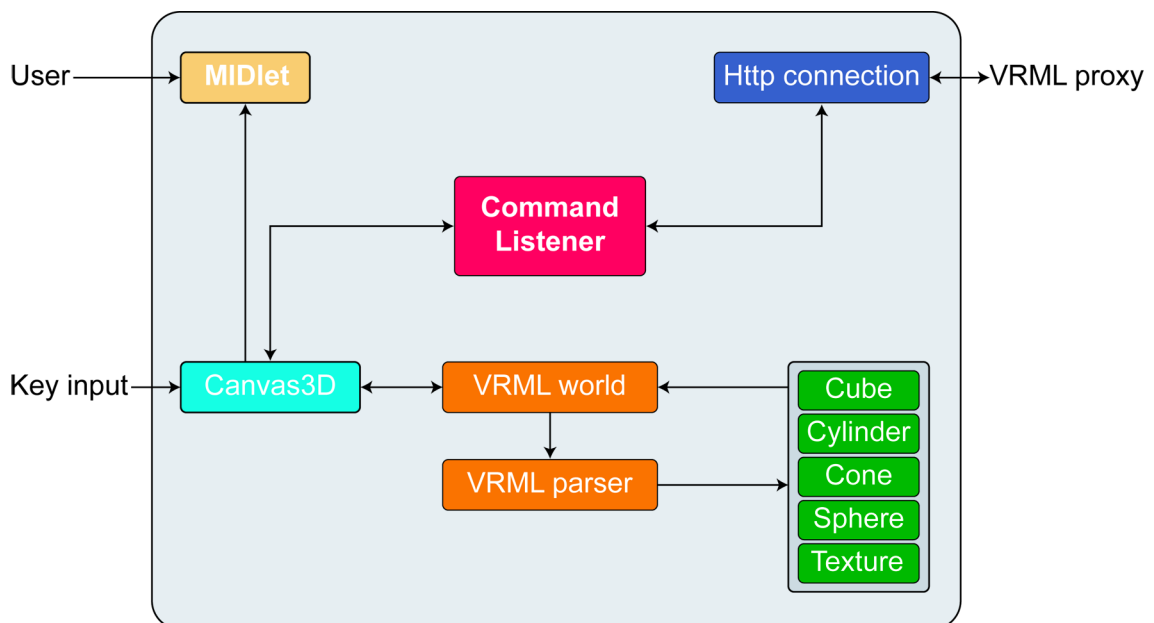 User
MIDlet
Http connection
VRML proxy
Command
Listener
Key input
Canvas3D
VRML world
VRML parser
Cube
Cylinder
Cone
Sphere
Texture